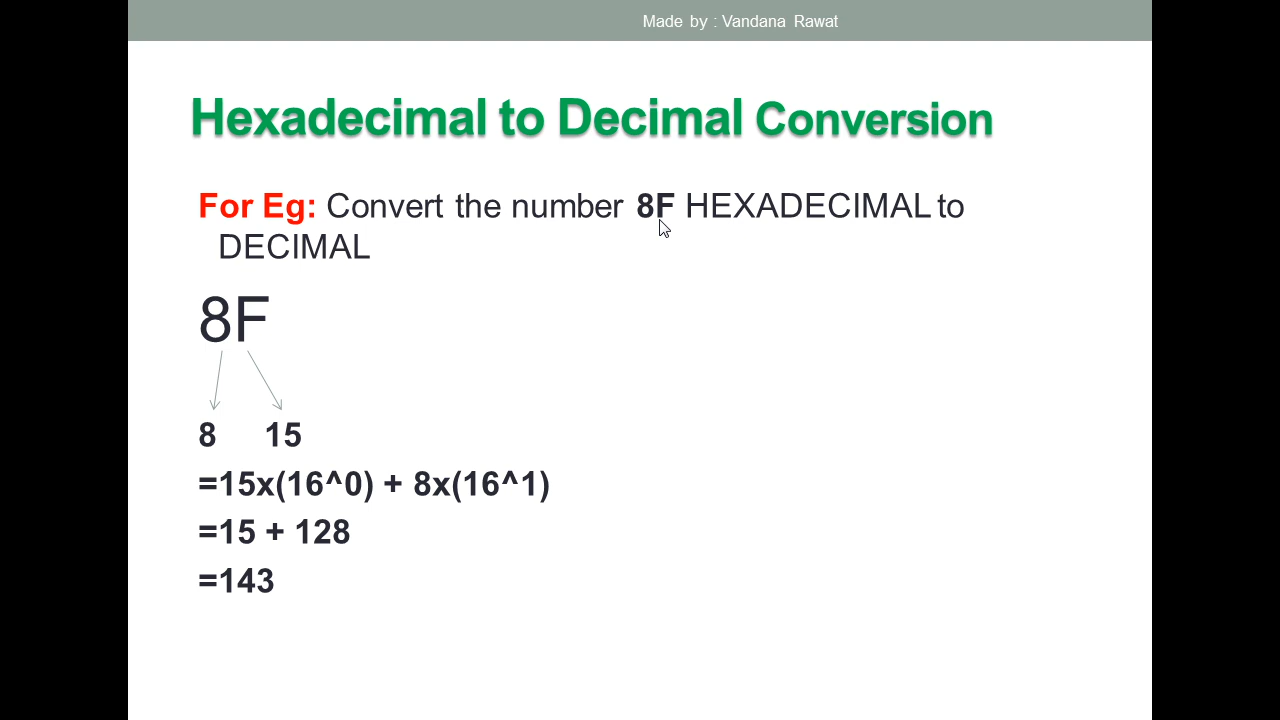 Made by : Vandana Rawat
Hexadecimal to Decimal Conversion
For Eg: Convert the number 8F HEXADECIMAL to
DECIMAL
8F
8 15
=15x(16^0) + 8x(16^1)
=15 + 128
=143